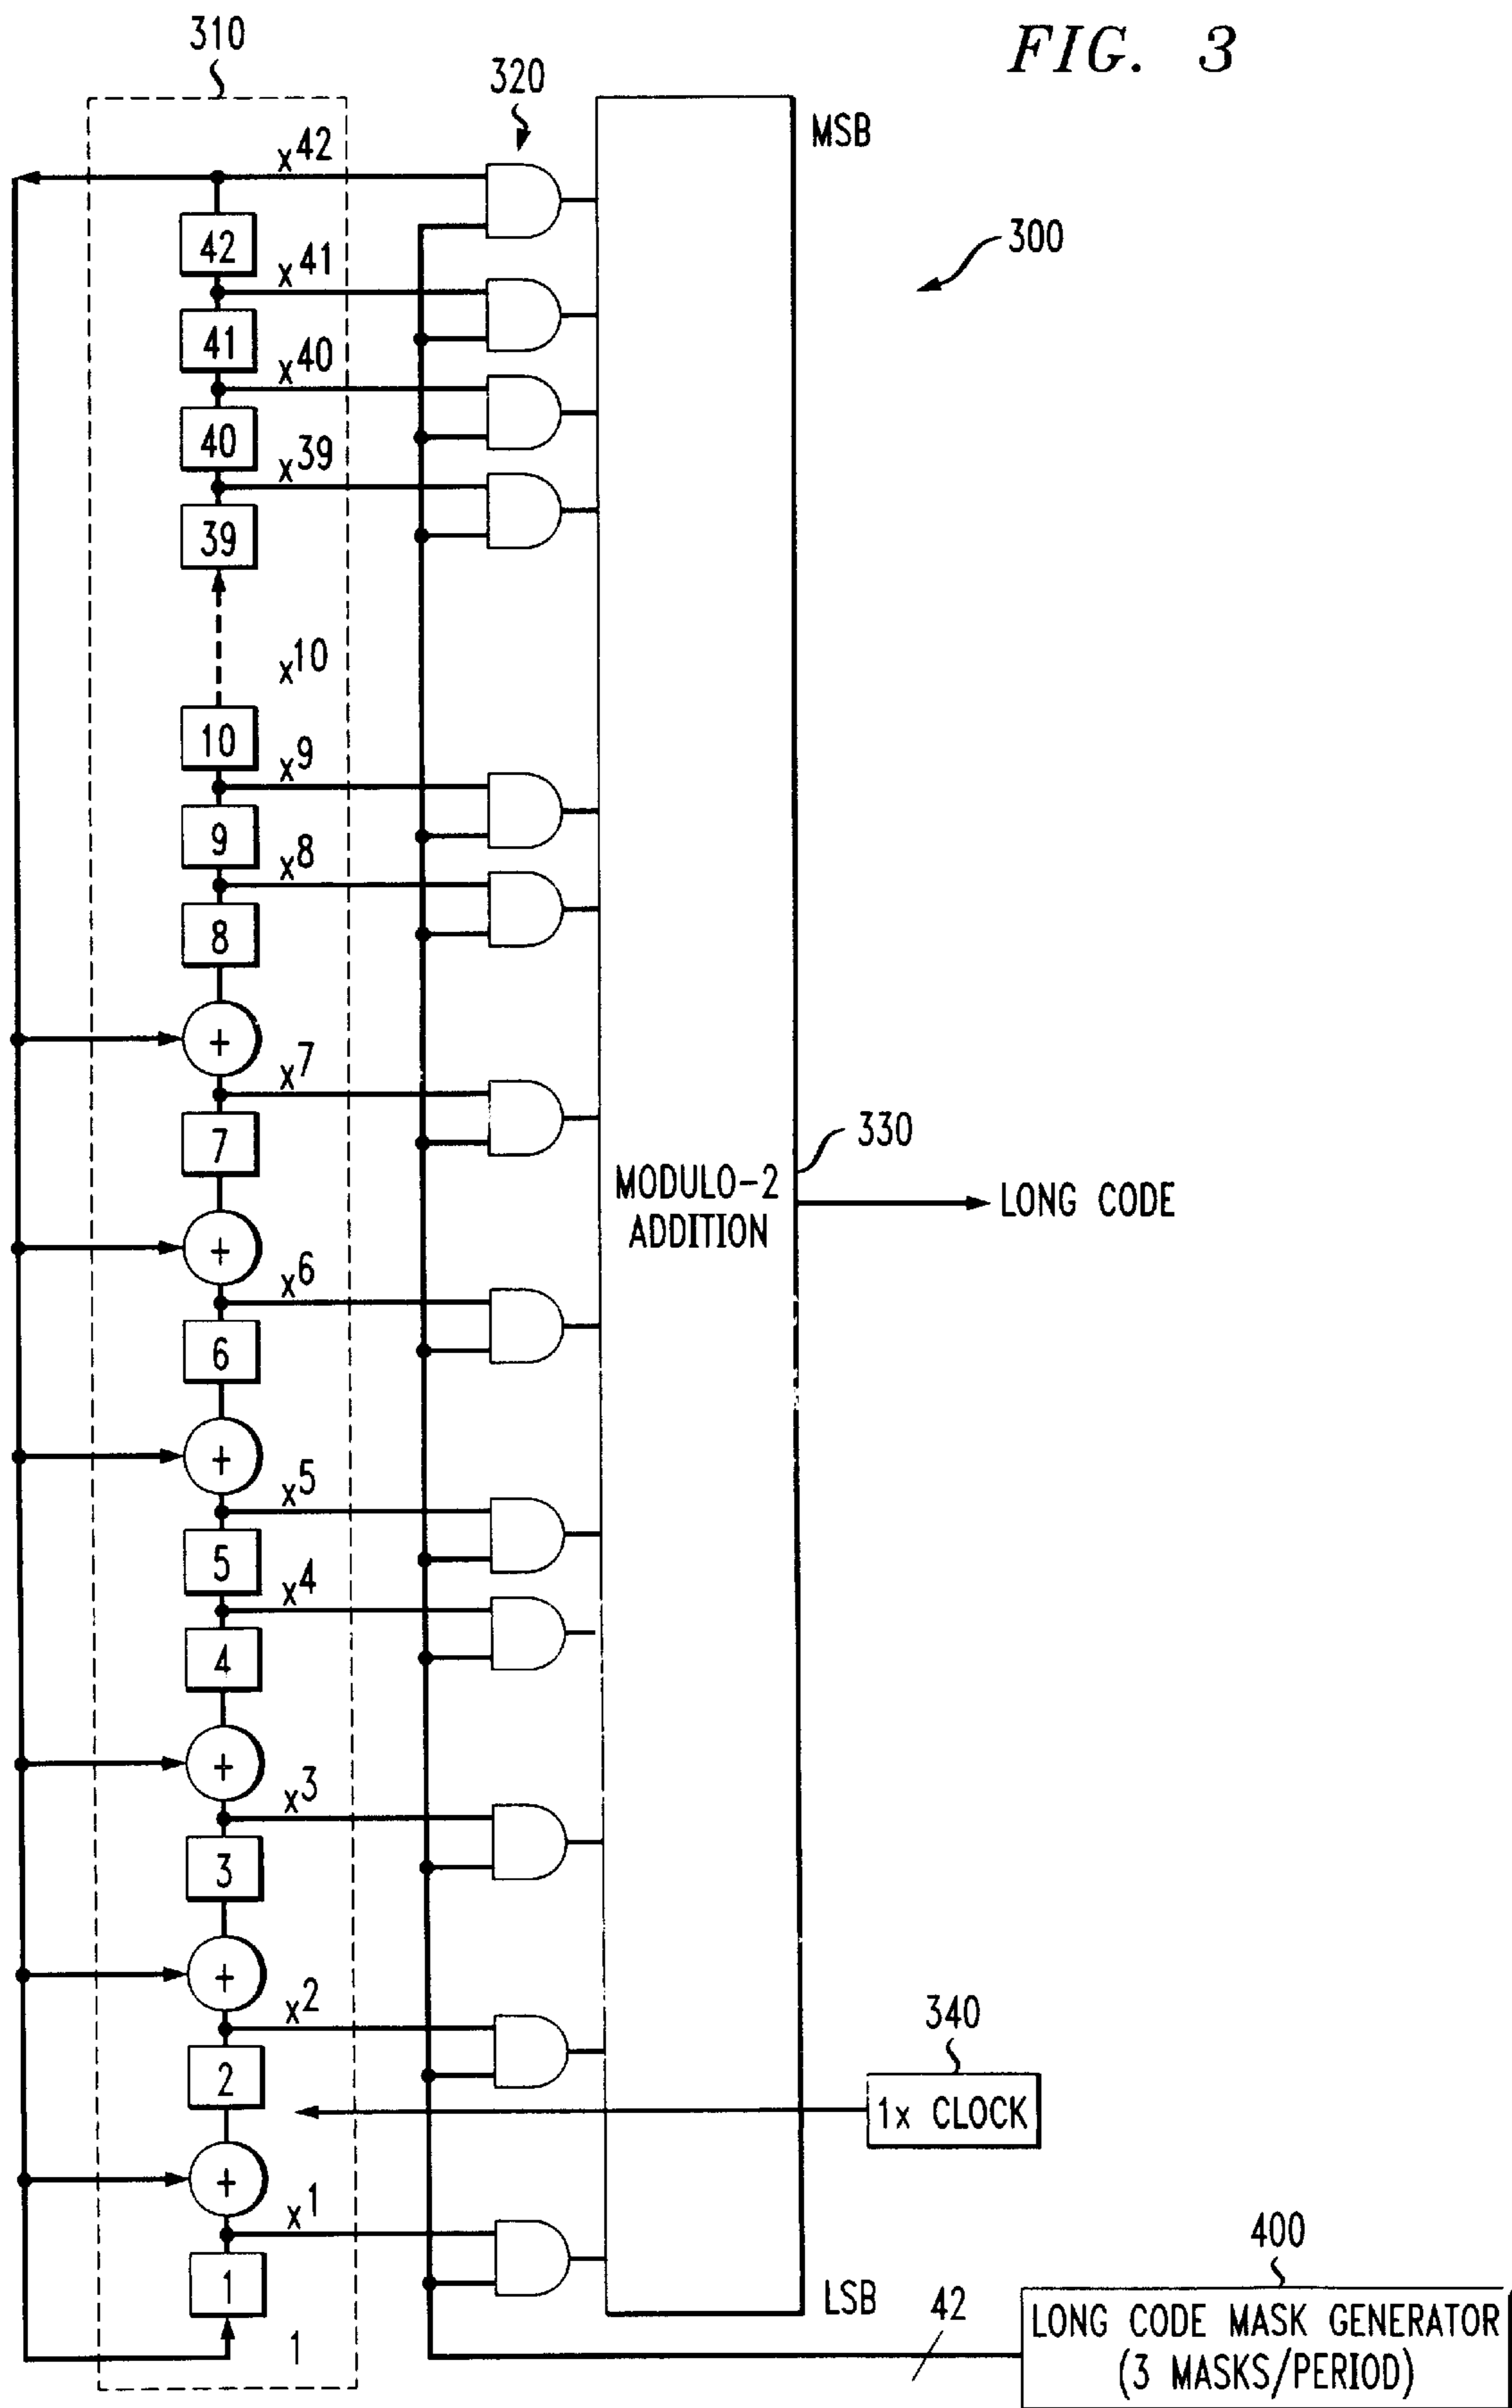 FIG. 3
310
320
MSB
x42
42
300
x41
41
x40
40
x39
39
x10
10
x9
9
x8
8
+
x7
7
330
MODULO-2
ADDITION
LONG CODE
+
x6
6
+
x5
5
x4
4
+
x3
3
+
x2
2
340
1x CLOCK
+
x1
1
400
LSB
42
LONG CODE MASK GENERATOR
(3 MASKS/PERIOD)
1